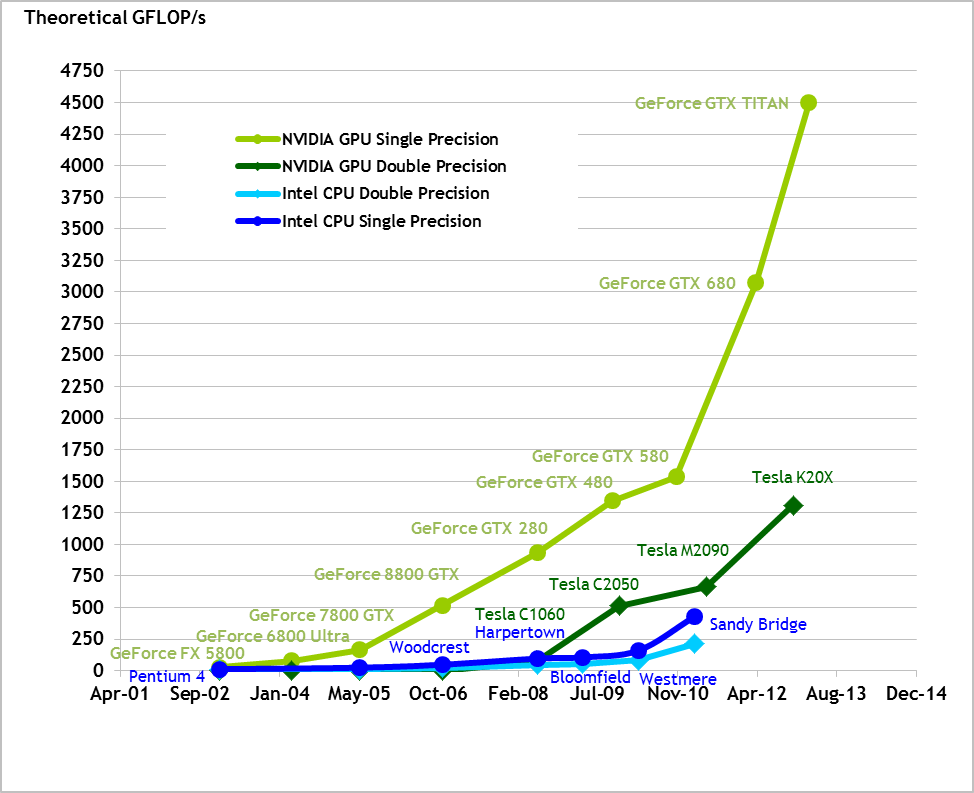 Theoretical GFLOP/s
4750
4500
GeForce GTX TITAN
4250
NVIDIA GPU Single Precision
4000
NVIDIA GPU Double Precision
3750
Intel CPU Double Precision
3500
Intel CPU Single Precision
3250
3000
GeForce GTX 680
2750
2500
2250
2000
1750
GeForce GTX 580
1500
GeForce GTX 480
Tesla K20X
1250
GeForce GTX 280
1000
Tesla M2090
750
GeForce 8800 GTX
Tesla C2050
500
GeForce 7800 GTX
Tesla C1060
Harpertown
Sandy Bridge
250
GeForce 6800 Ultra
Woodcrest
GeForce FX 5800
0
Pentium 4
Bloomfield
Westmere
Apr-01 Sep-02 Jan-04 May-05 Oct-06 Feb-08 Jul-09 Nov-10 Apr-12 Aug-13 Dec-14